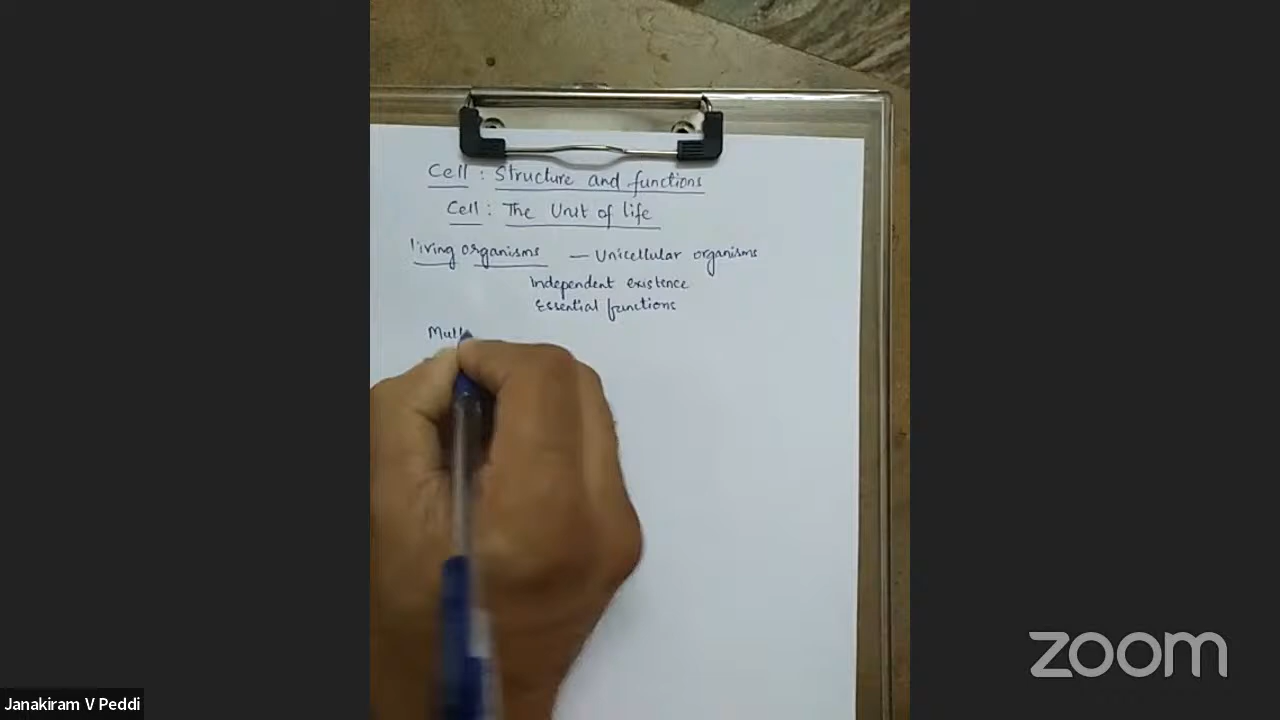 Cell : Structure and functions
Cell : The Unit of life
living organisms — Unicellular organisms
Independent existence
Essential functions
zoom
Janakiram V Peddi